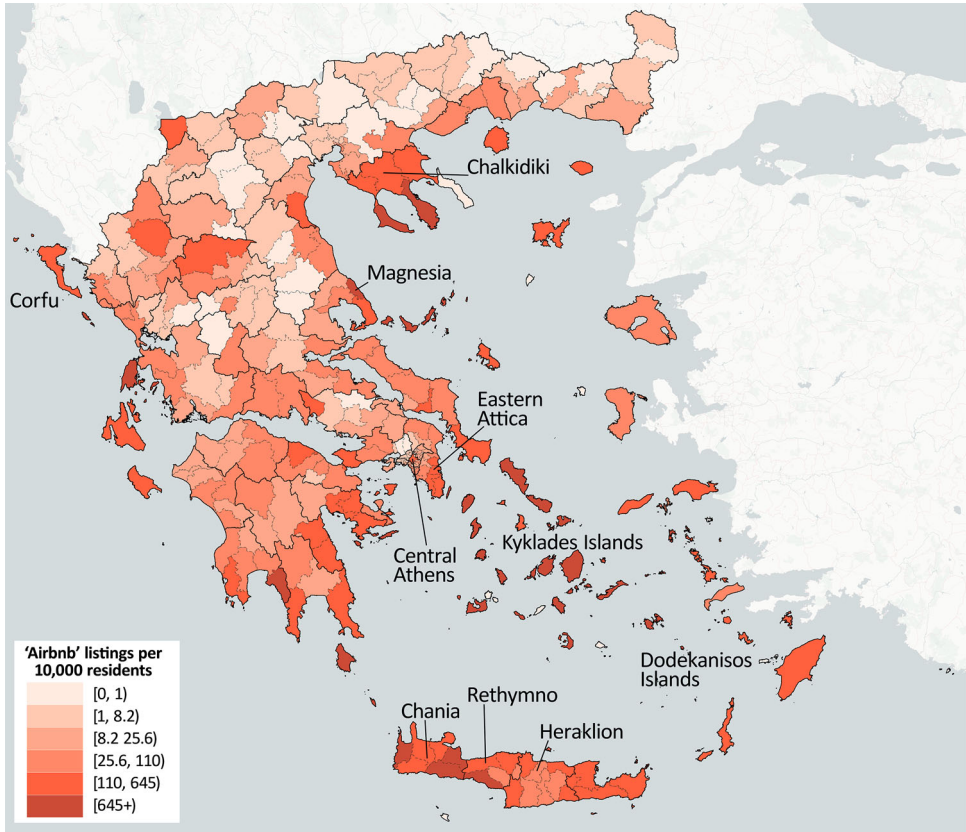 Chalkidiki
Magnesia
Corfu
Eastern
Attica
Central
Athens
Kyklades Islands
Dodekanisos
Islands
Rethymno
Chania
Heraklion
‘Airbnb’ listings per
10,000 residents
[0, 1)
[1, 8.2)
[8.2 25.6)
[25.6, 110)
[110, 645)
[645+)